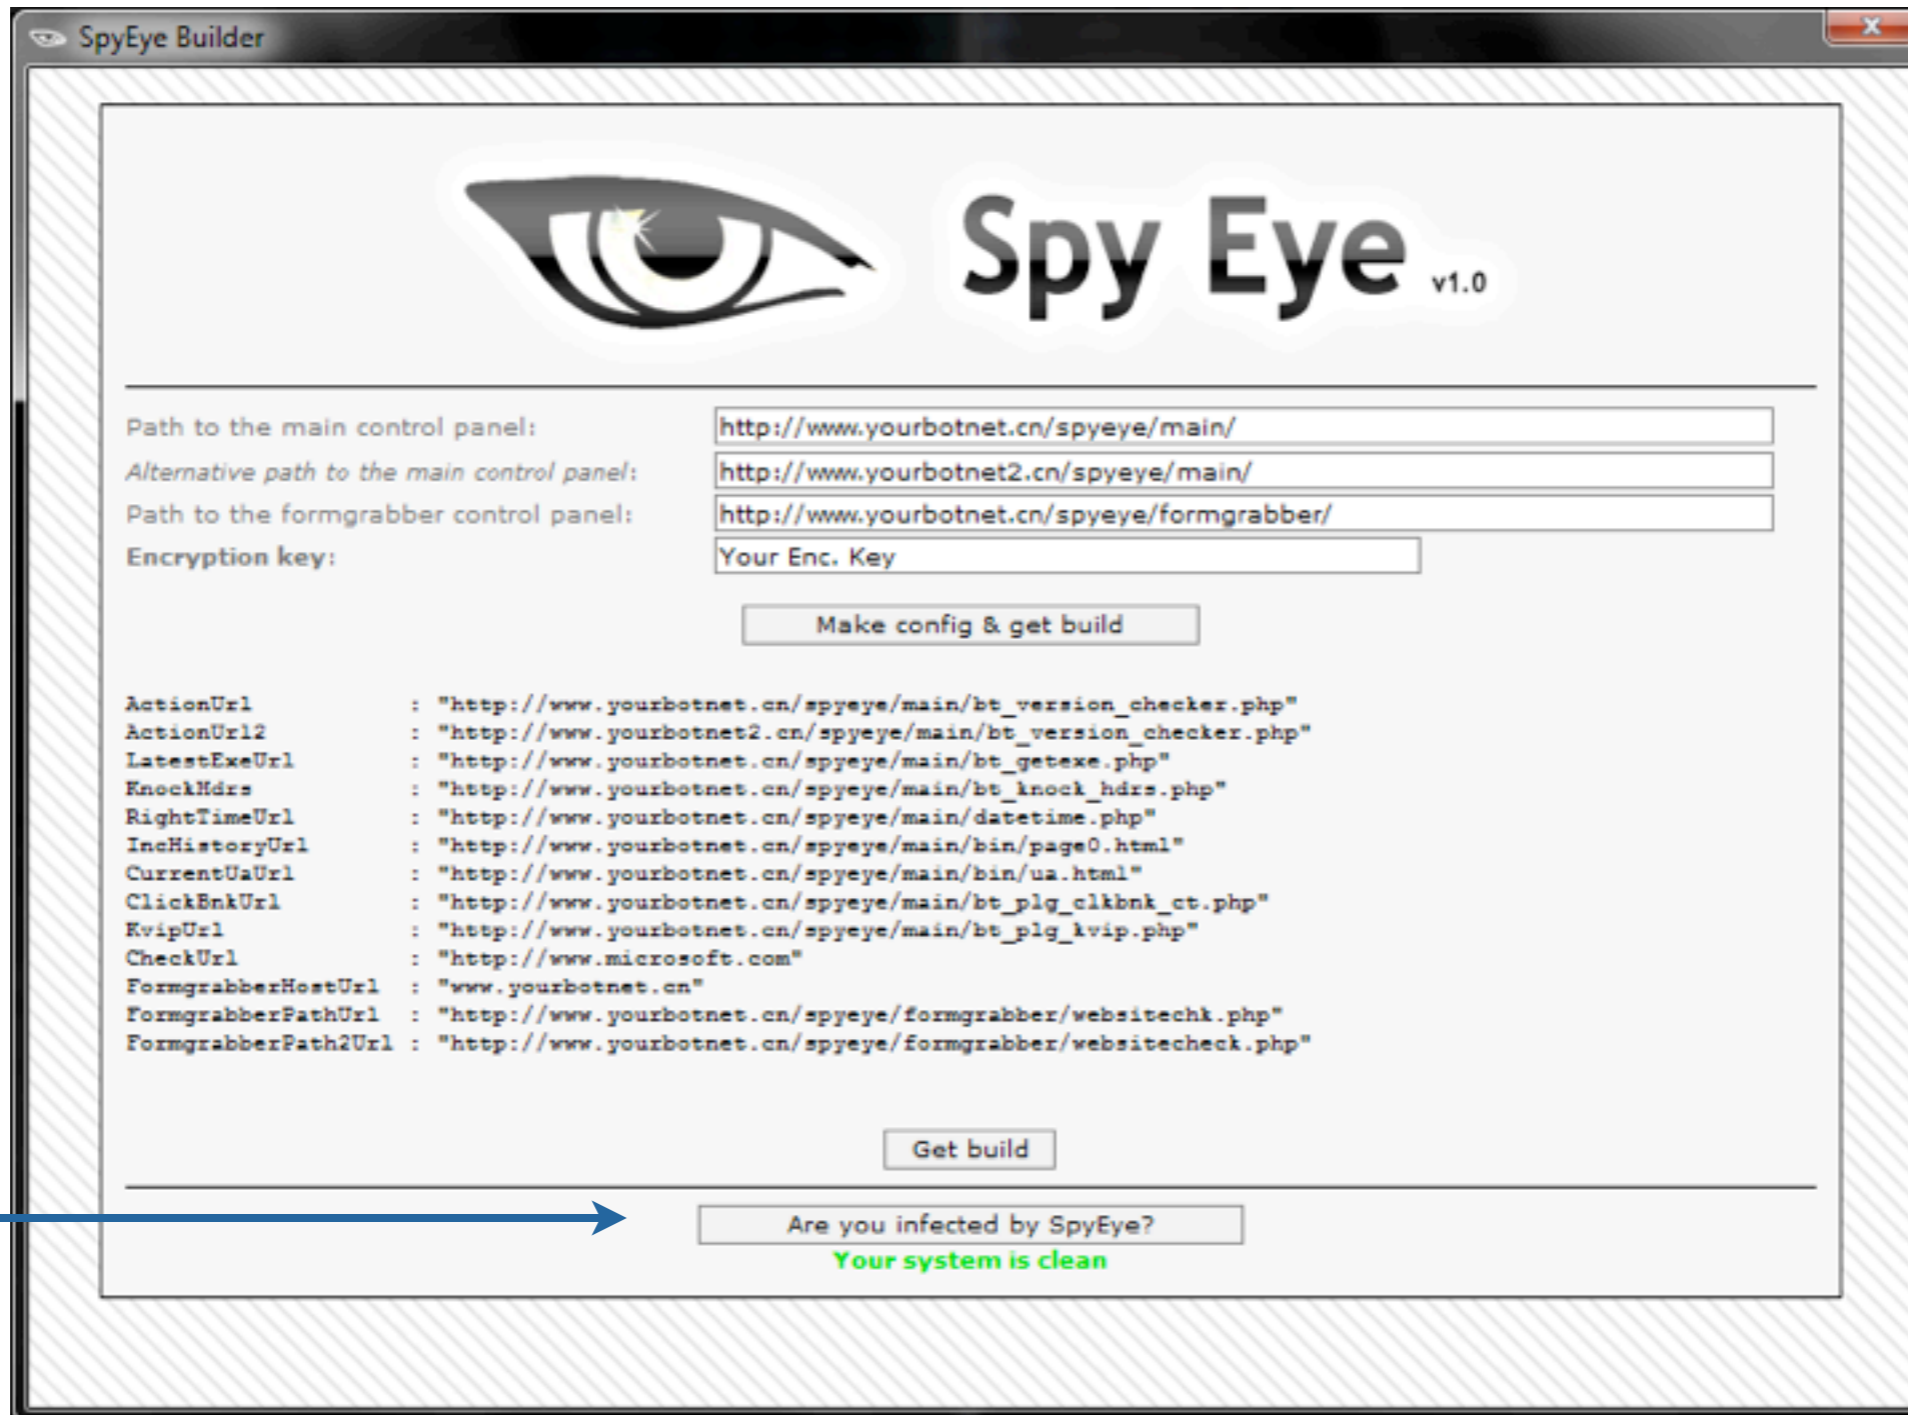 SpyEye Builder
Spy Eye v1.0
Path to the main control panel: http://www.yourbotnet.cn/spyeye/main/
Alternative path to the main control panel: http://www.yourbotnet2.cn/spyeye/main/
Path to the formgrabber control panel: http://www.yourbotnet.cn/spyeye/formgrabber/
Encryption key: Your Enc. Key
Make config & get build
ActionUrl : "http://www.yourbotnet.cn/spyeye/main/bt_version_checker.php"
ActionUrl2 : "http://www.yourbotnet2.cn/spyeye/main/bt_version_checker.php"
LatestExeUrl : "http://www.yourbotnet.cn/spyeye/main/bt_getexe.php"
KnockHdrs : "http://www.yourbotnet.cn/spyeye/main/bt_knock_hdrs.php"
RightTimeUrl : "http://www.yourbotnet.cn/spyeye/main/datetime.php"
IncHistoryUrl : "http://www.yourbotnet.cn/spyeye/main/bin/page0.html"
CurrentUaUrl : "http://www.yourbotnet.cn/spyeye/main/bin/ua.html"
ClickBnkUrl : "http://www.yourbotnet.cn/spyeye/main/bt_plg_clkbnk_ct.php"
KvipUrl : "http://www.yourbotnet.cn/spyeye/main/bt_plg_kvip.php"
CheckUrl : "http://www.microsoft.com"
FormgrabberHostUrl : "www.yourbotnet.cn"
FormgrabberPathUrl : "http://www.yourbotnet.cn/spyeye/formgrabber/websitechk.php"
FormgrabberPath2Url : "http://www.yourbotnet.cn/spyeye/formgrabber/websitecheck.php"
Get build
Are you infected by SpyEye?
Your system is clean